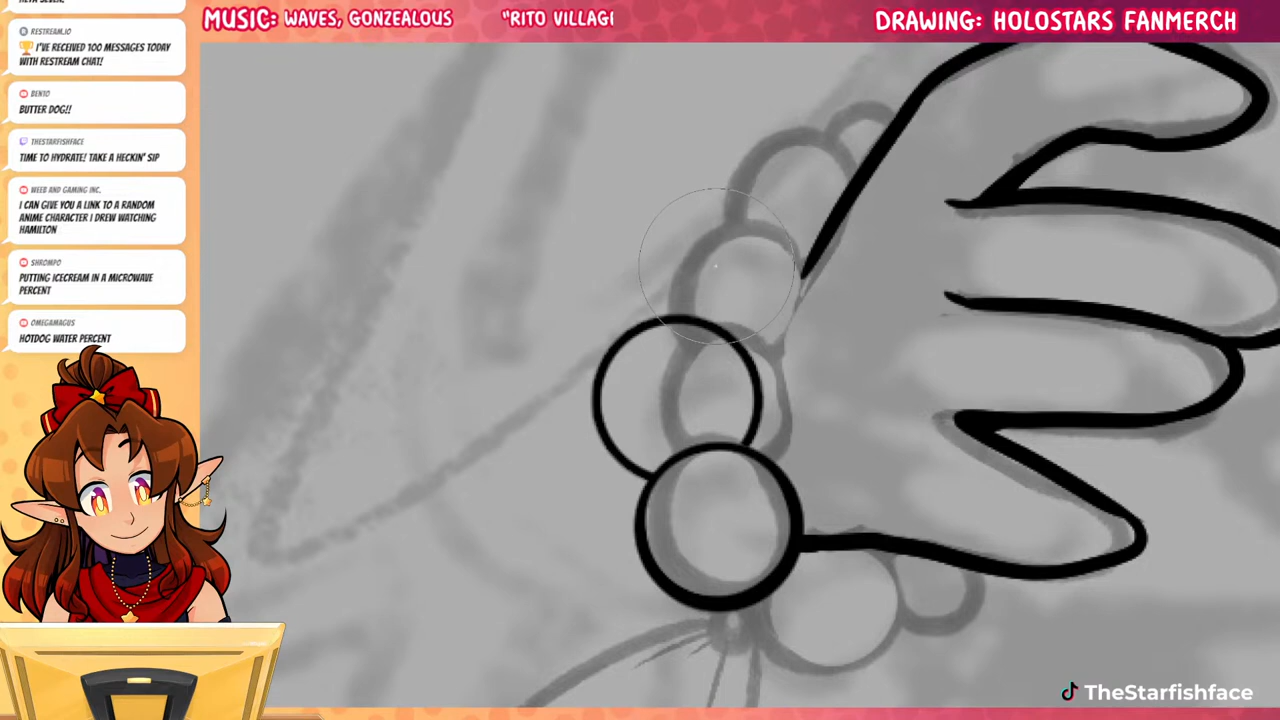 MUSIC: WAVES, GONZEALOUS "RITO VILLAGI
DRAWING: HOLOSTARS FANMERCH
RESTREAM.IO
🏆 I'VE RECEIVED 100 MESSAGES TODAY
WITH RESTREAM CHAT!
BENTO
BUTTER DOG!!
THESTARFISHFACE
TIME TO HYDRATE! TAKE A HECKIN' SIP
WEEB AND GAMING INC.
I CAN GIVE YOU A LINK TO A RANDOM
ANIME CHARACTER I DREW WATCHING
HAMILTON
SHROMPO
PUTTING ICECREAM IN A MICROWAVE
PERCENT
OMEGAMAGUS
HOTDOG WATER PERCENT
TheStarfishface